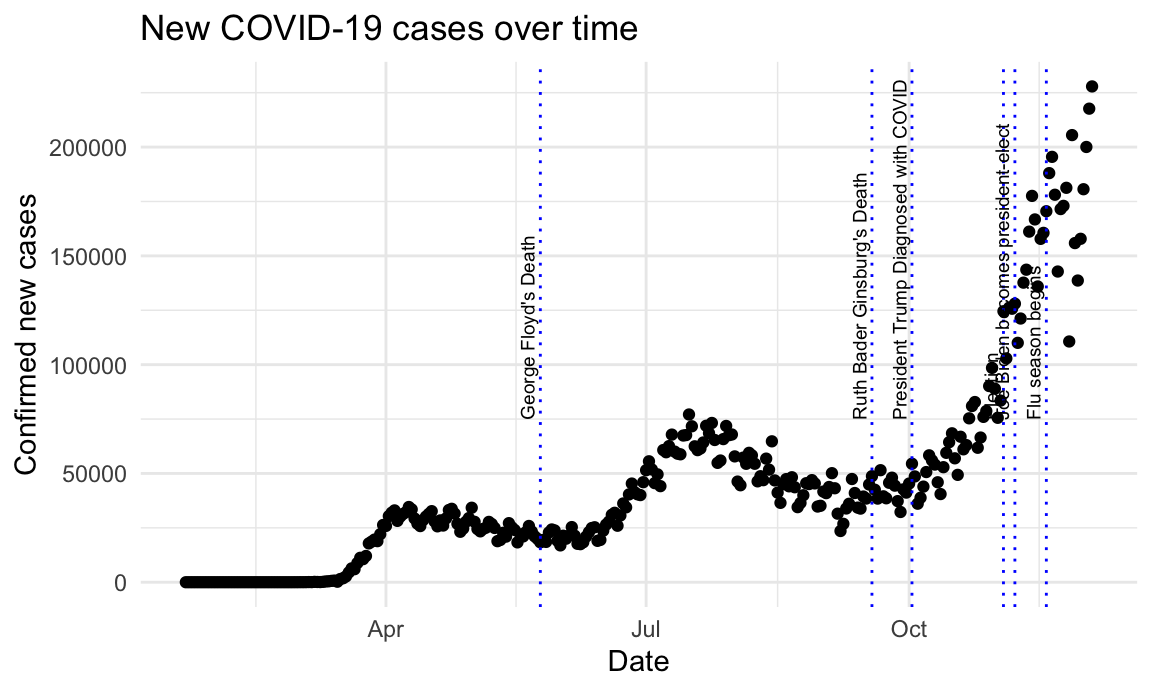 New COVID-19 cases over time
Confirmed new cases
200000
150000
100000
50000
0
George Floyd's Death
Ruth Bader Ginsburg's Death
President Trump Diagnosed with COVID
Election
Joe Biden becomes president-elect
Flu season begins
Apr
Jul
Oct
Date